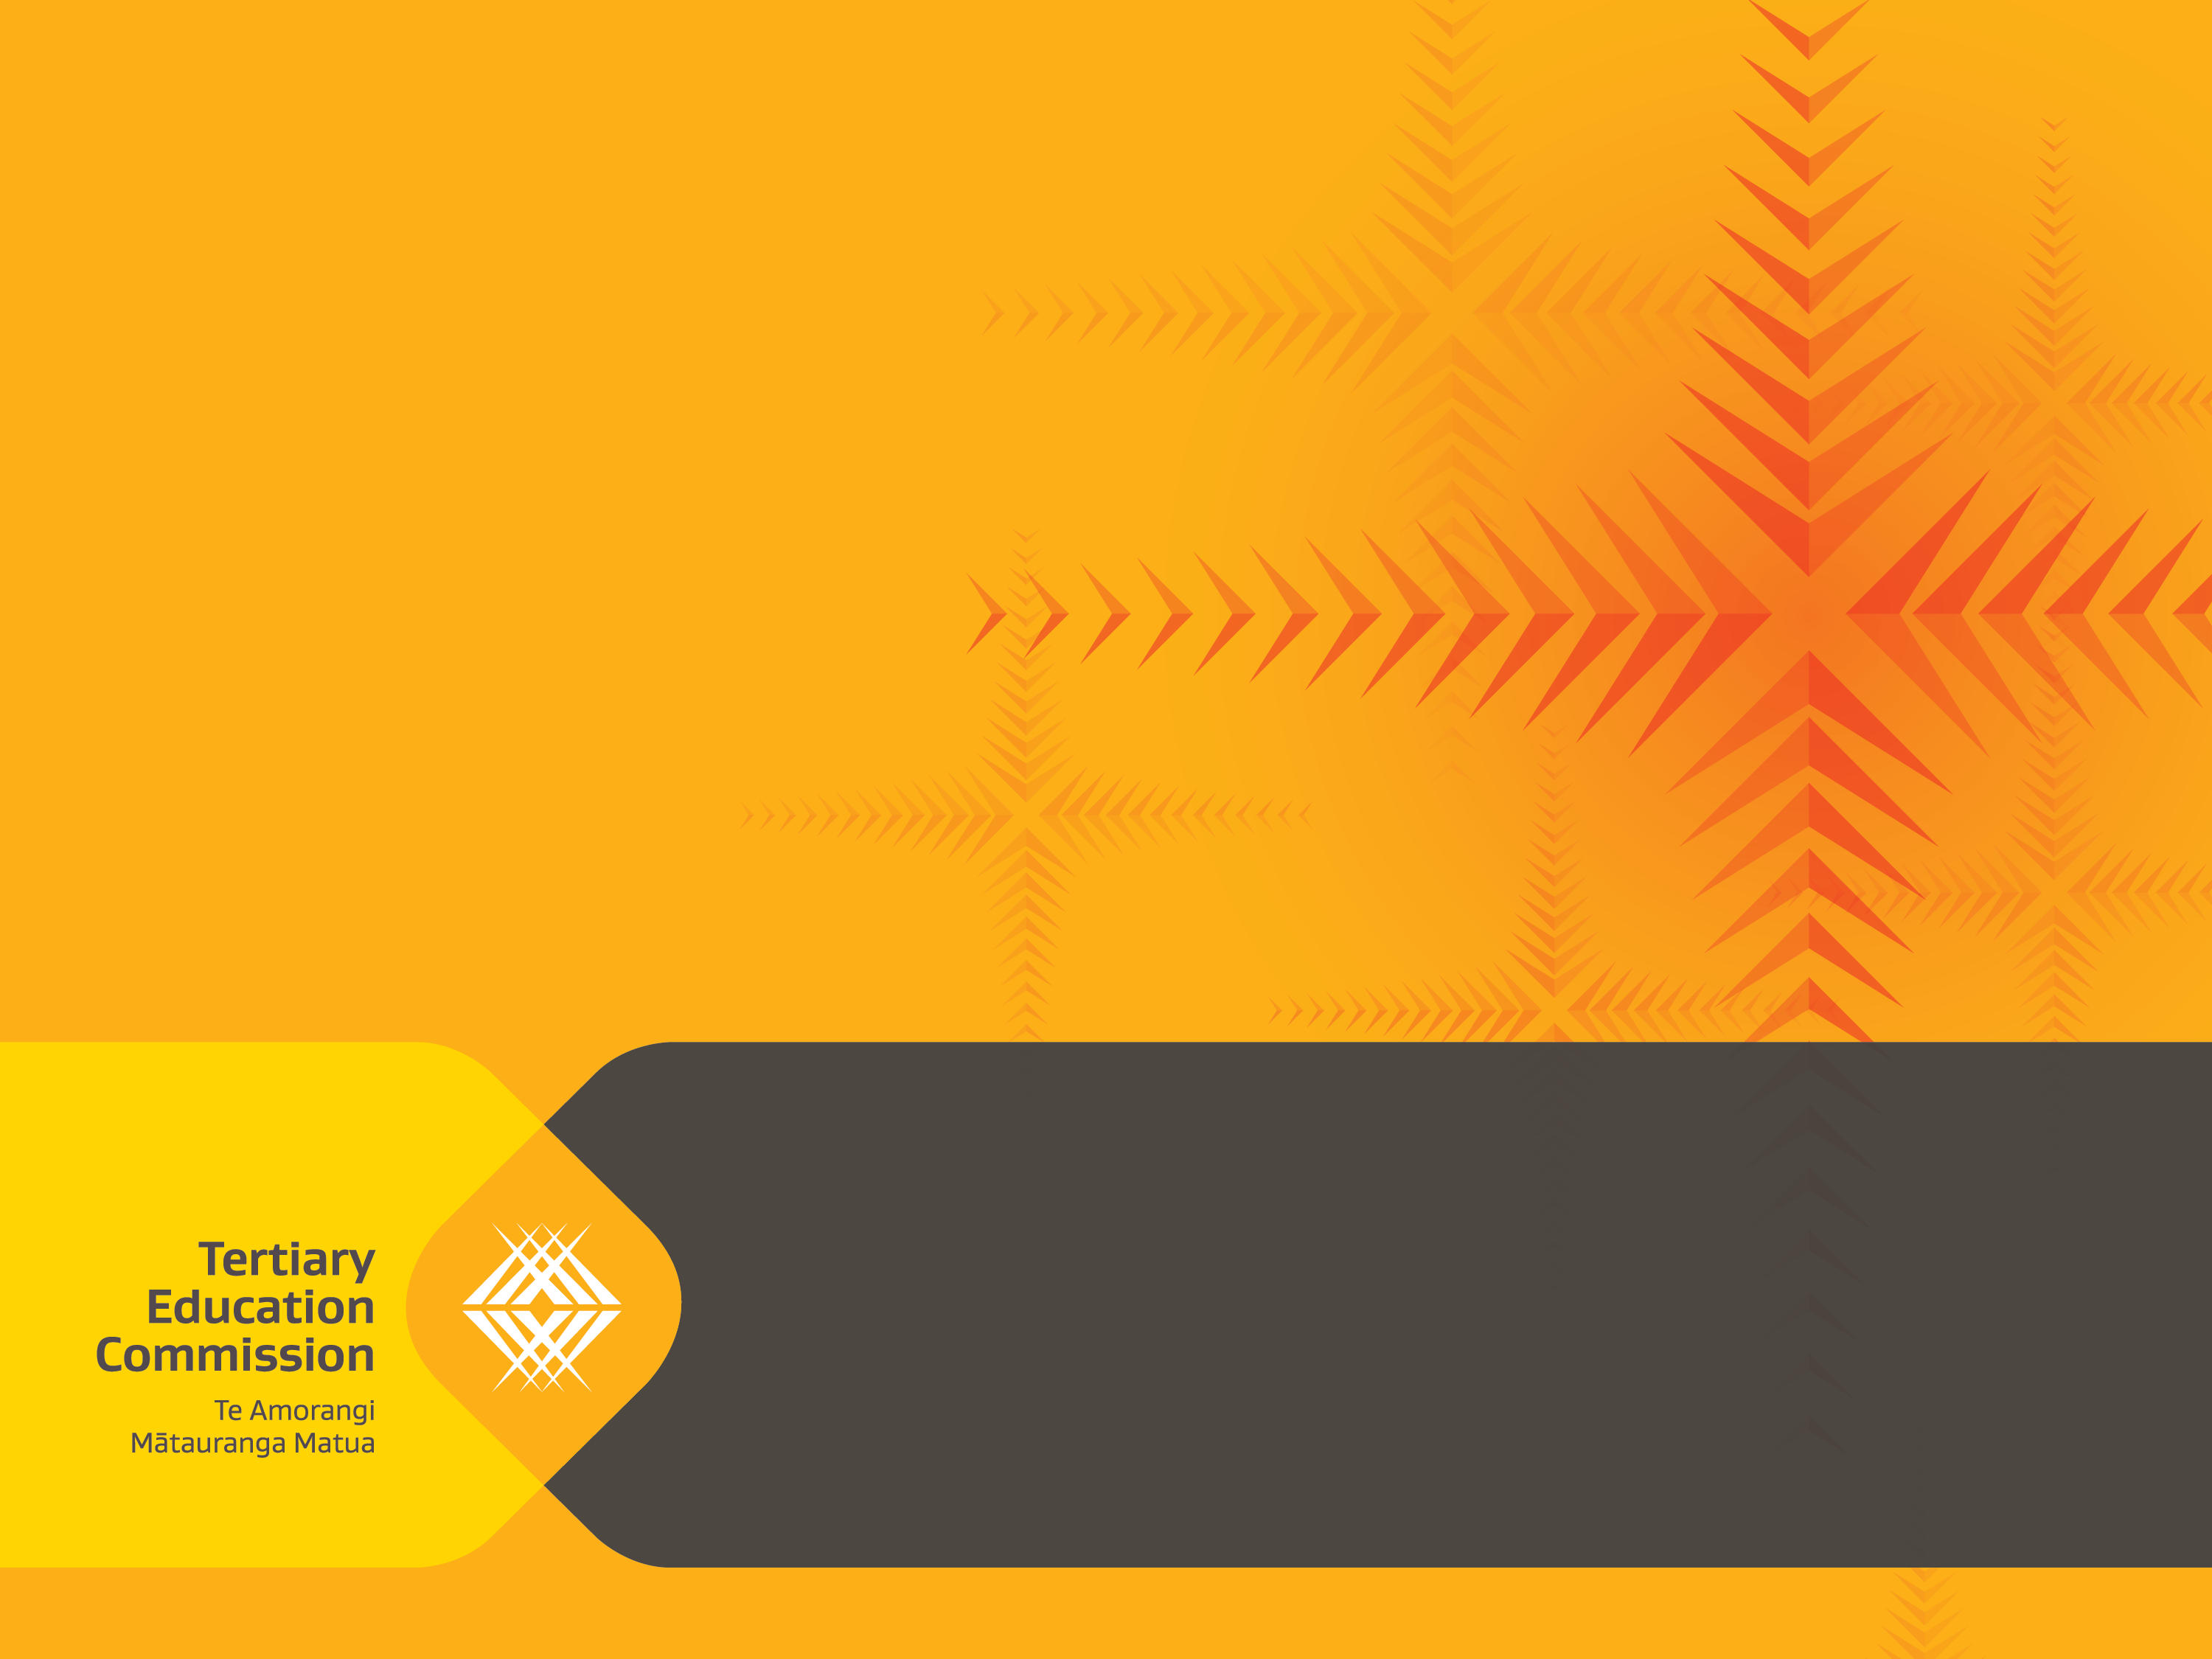 Tertiary
Education
Commission
Te Amorangi
Mātauranga Matua